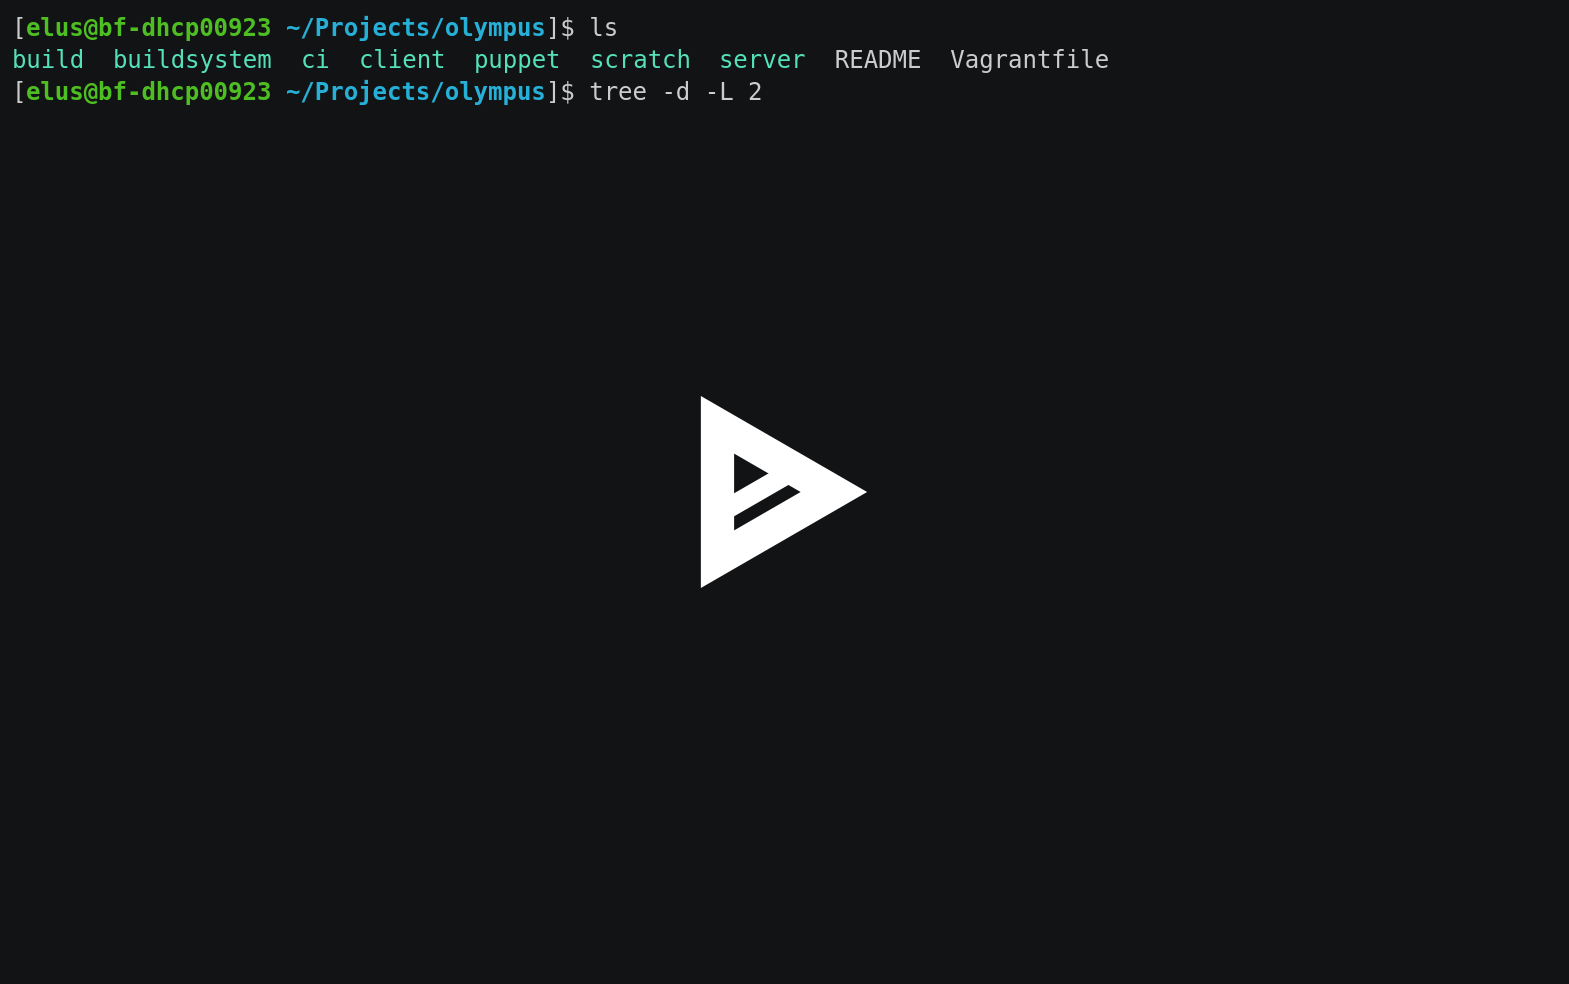 [elus@bf-dhcp00923 ~/Projects/olympus]$ ls
build  buildsystem  ci  client  puppet  scratch  server  README  Vagrantfile
[elus@bf-dhcp00923 ~/Projects/olympus]$ tree -d -L 2